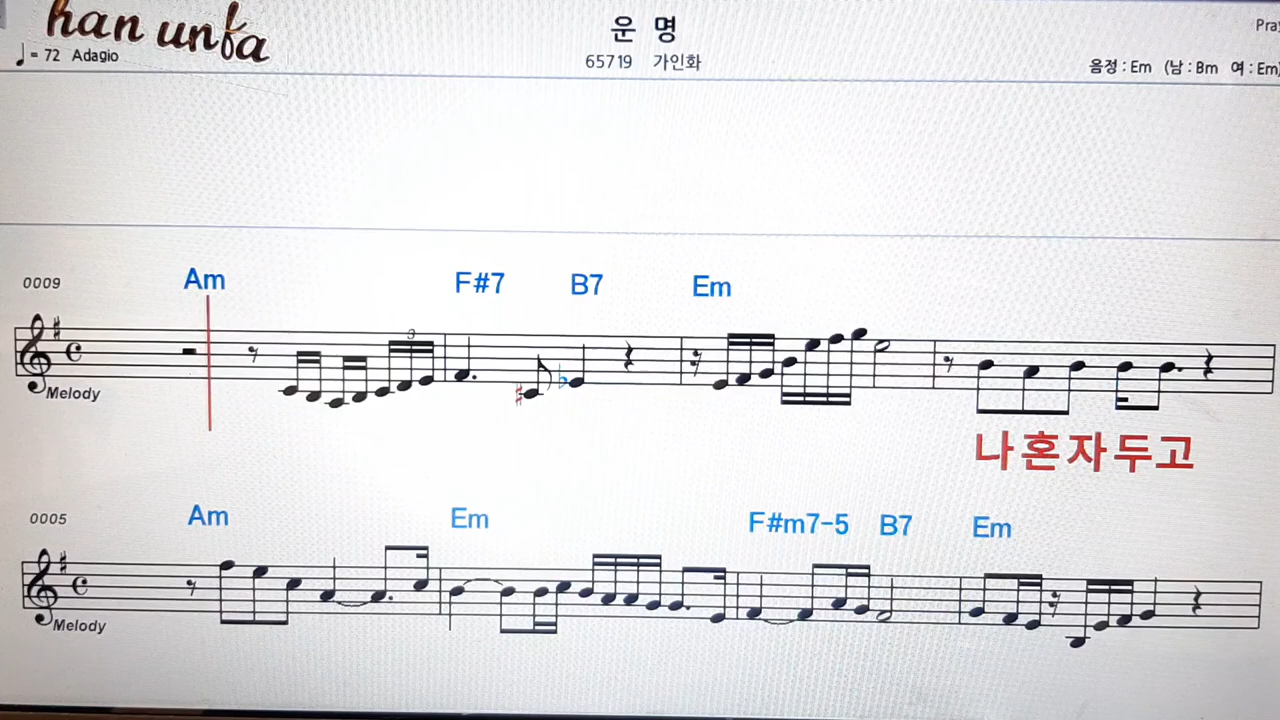 han unfa
운 명
♩= 72 Adagio
65719 가인화
음정 : Em (남 : Bm 여 : Em)
0009
Am F#7 B7 Em
3
Melody
나 혼 자 두 고
0005
Am Em F#m7-5 B7 Em
Melody